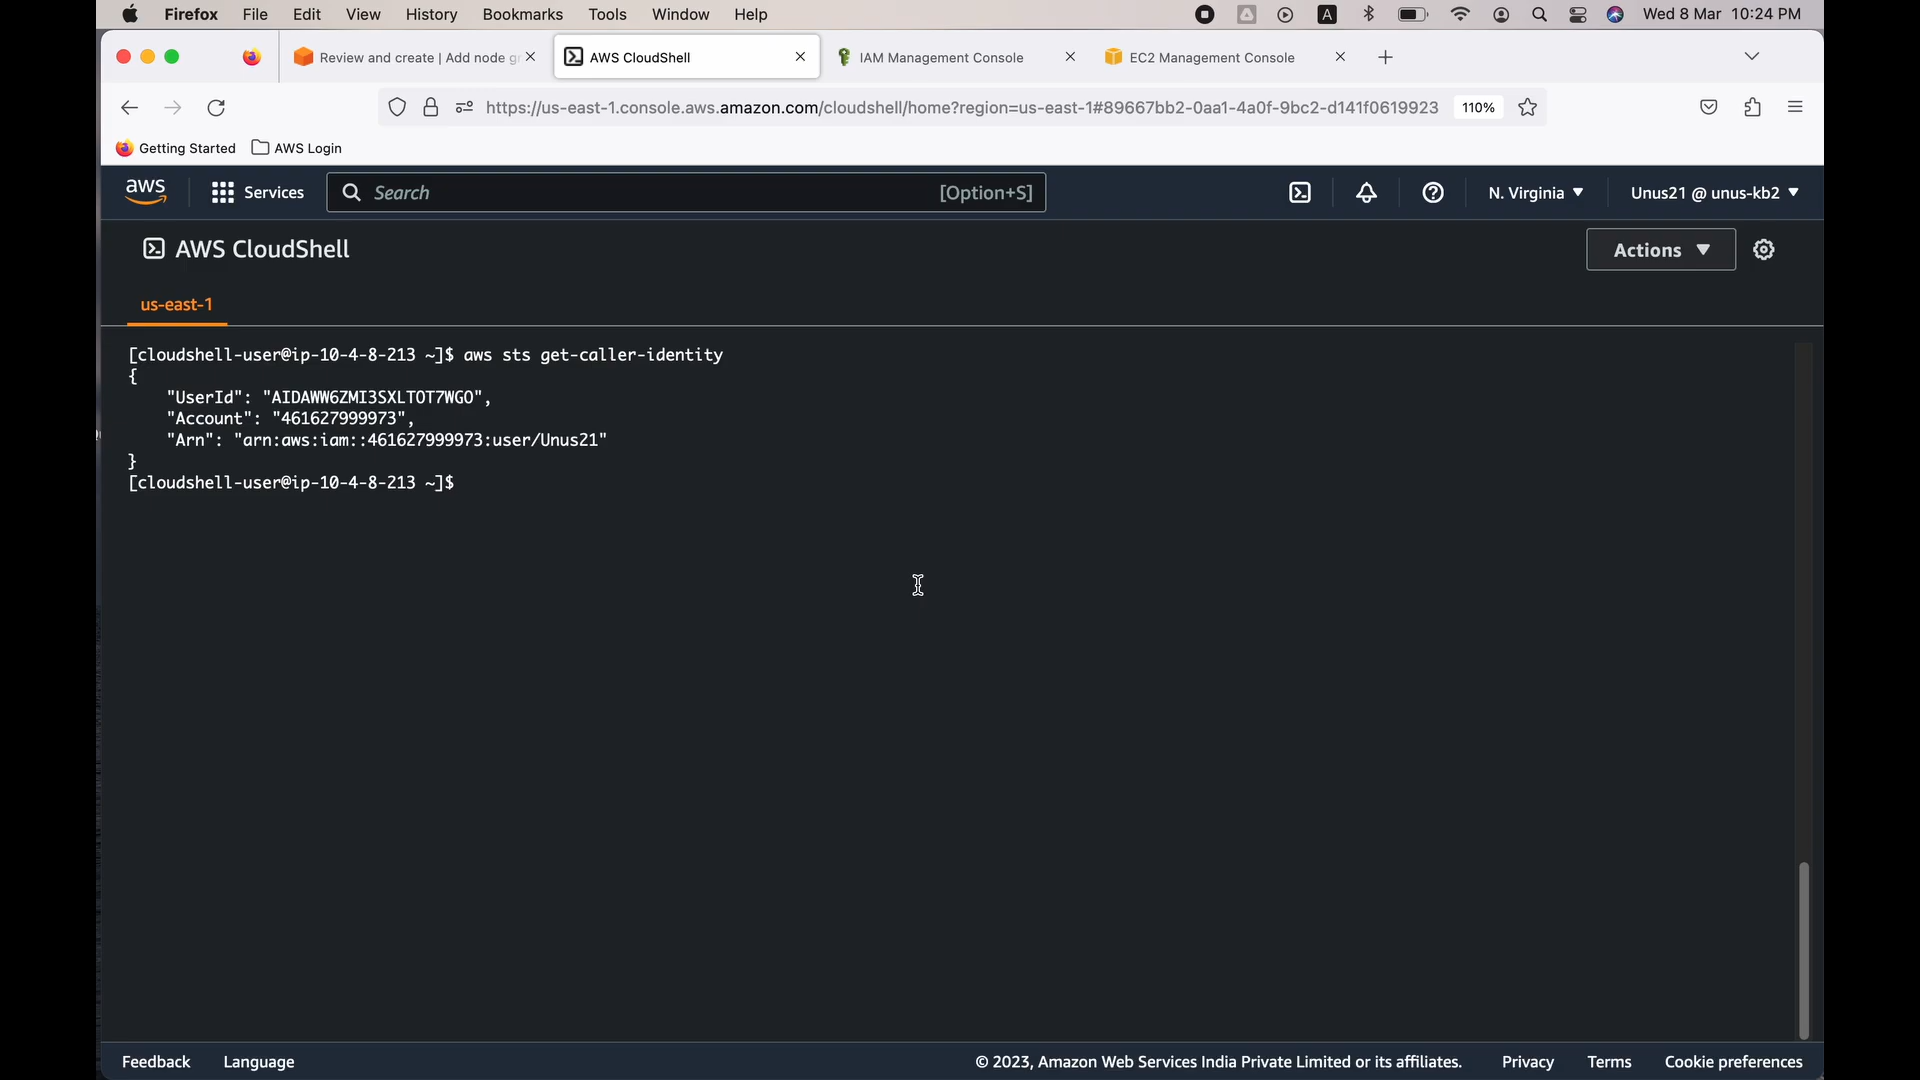 Firefox File Edit View History Bookmarks Tools Window Help A Wed 8 Mar 10:24 PM
Review and create | Add node gr AWS CloudShell IAM Management Console EC2 Management Console
https://us-east-1.console.aws.amazon.com/cloudshell/home?region=us-east-1#89667bb2-0aa1-4a0f-9bc2-d141f0619923 110%
Getting Started AWS Login
aws Services Search [Option+S] N. Virginia Unus21 @ unus-kb2
AWS CloudShell Actions
us-east-1
[cloudshell-user@ip-10-4-8-213 ~]$ aws sts get-caller-identity
{
"UserId": "AIDAWW6ZMI3SXLTOT7WGO",
"Account": "461627999973",
"Arn": "arn:aws:iam::461627999973:user/Unus21"
}
[cloudshell-user@ip-10-4-8-213 ~]$
Feedback Language © 2023, Amazon Web Services India Private Limited or its affiliates. Privacy Terms Cookie preferences